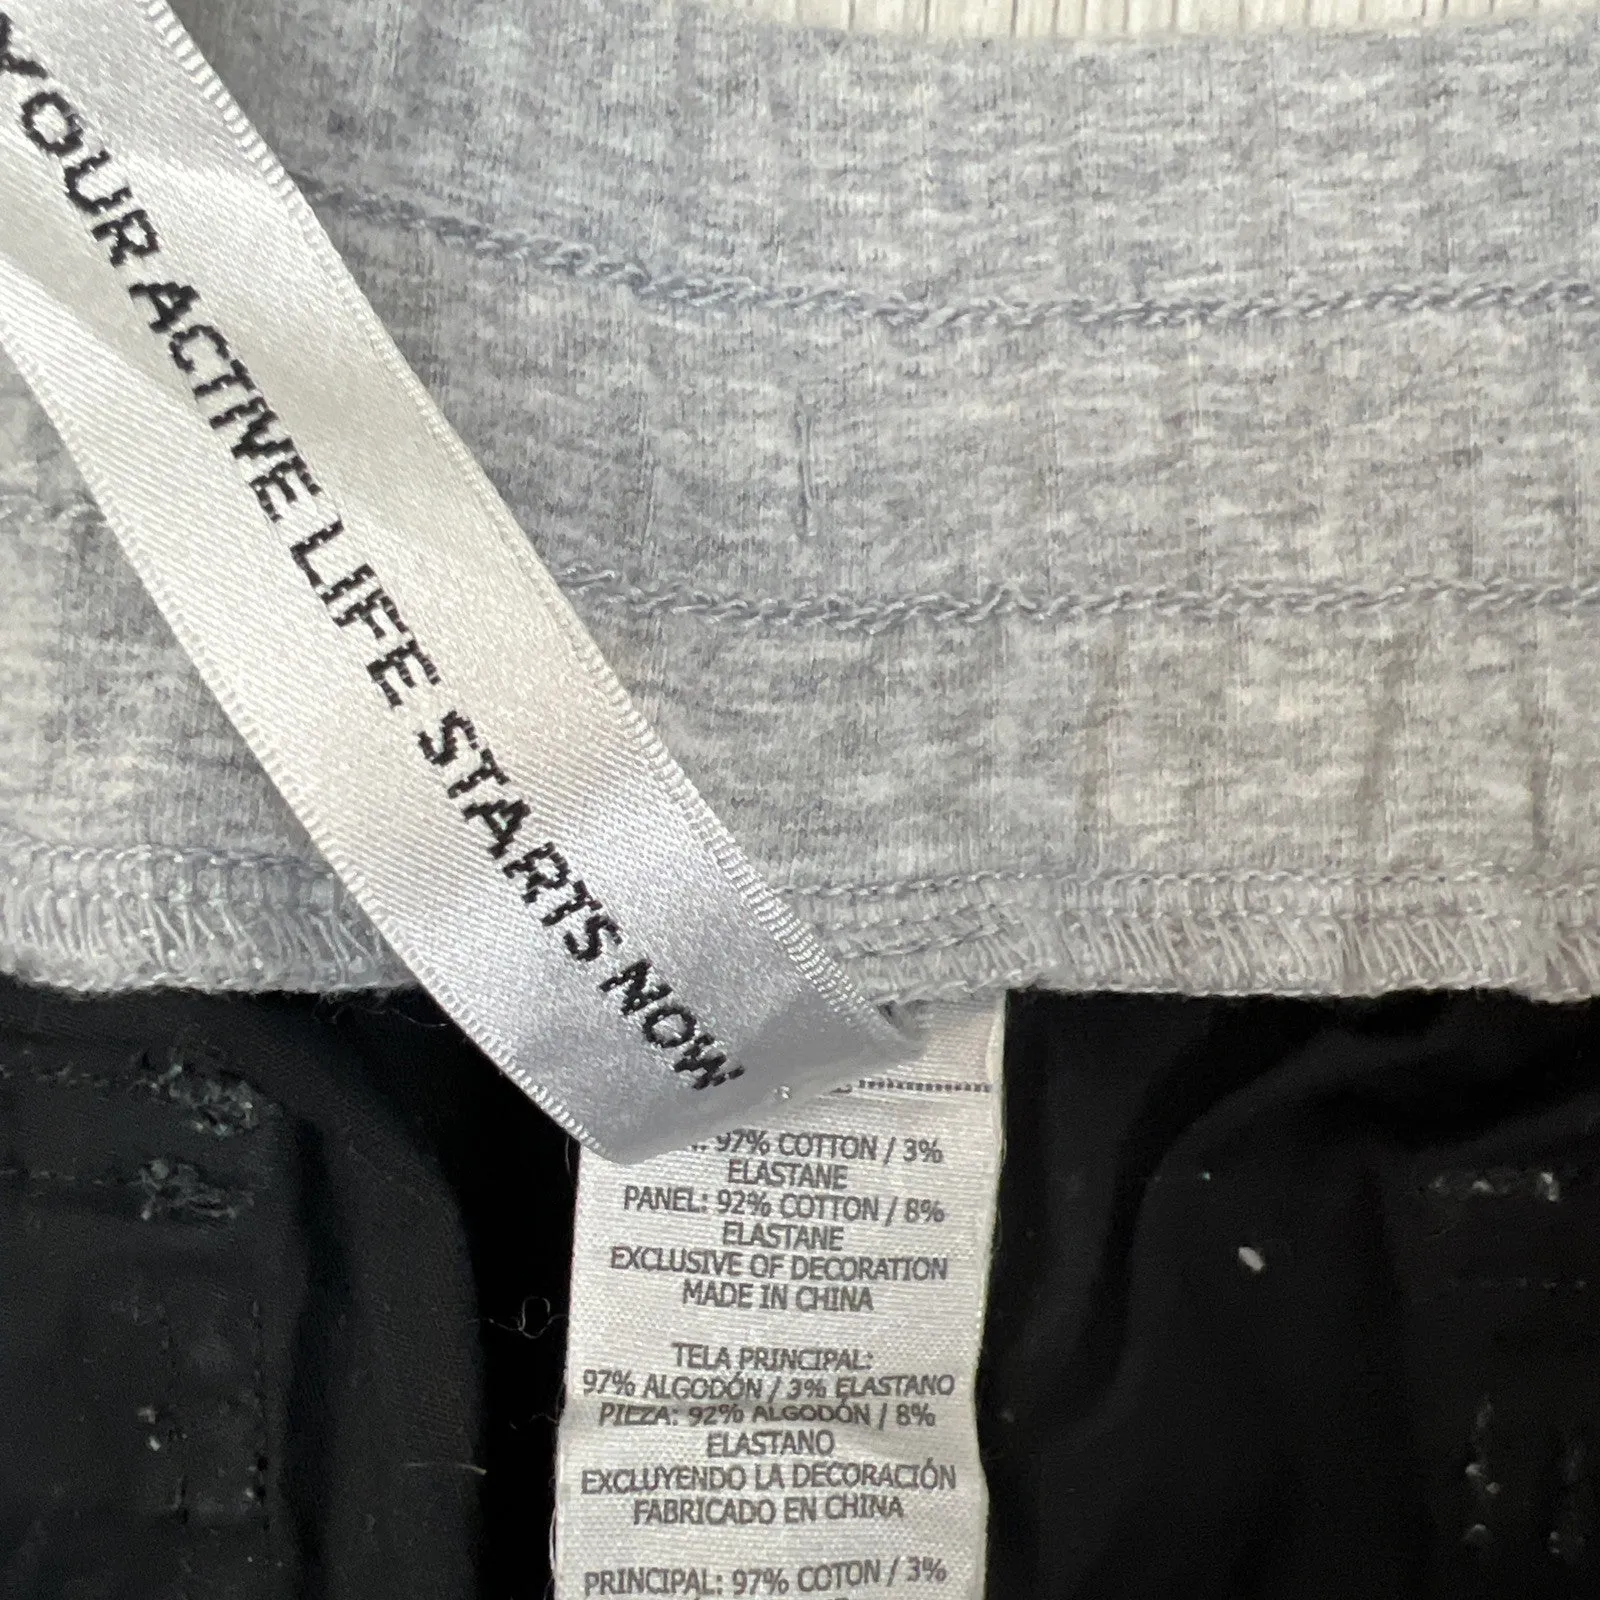 YOUR ACTIVE LIFE STARTS NOW
97% COTTON / 3%
ELASTANE
PANEL: 92% COTTON / 8%
ELASTANE
EXCLUSIVE OF DECORATION
MADE IN CHINA
TELA PRINCIPAL:
97% ALGODÓN / 3% ELASTANO
PIEZA: 92% ALGODÓN / 8%
ELASTANO
EXCLUYENDO LA DECORACIÓN
FABRICADO EN CHINA
PRINCIPAL: 97% COTON / 3%